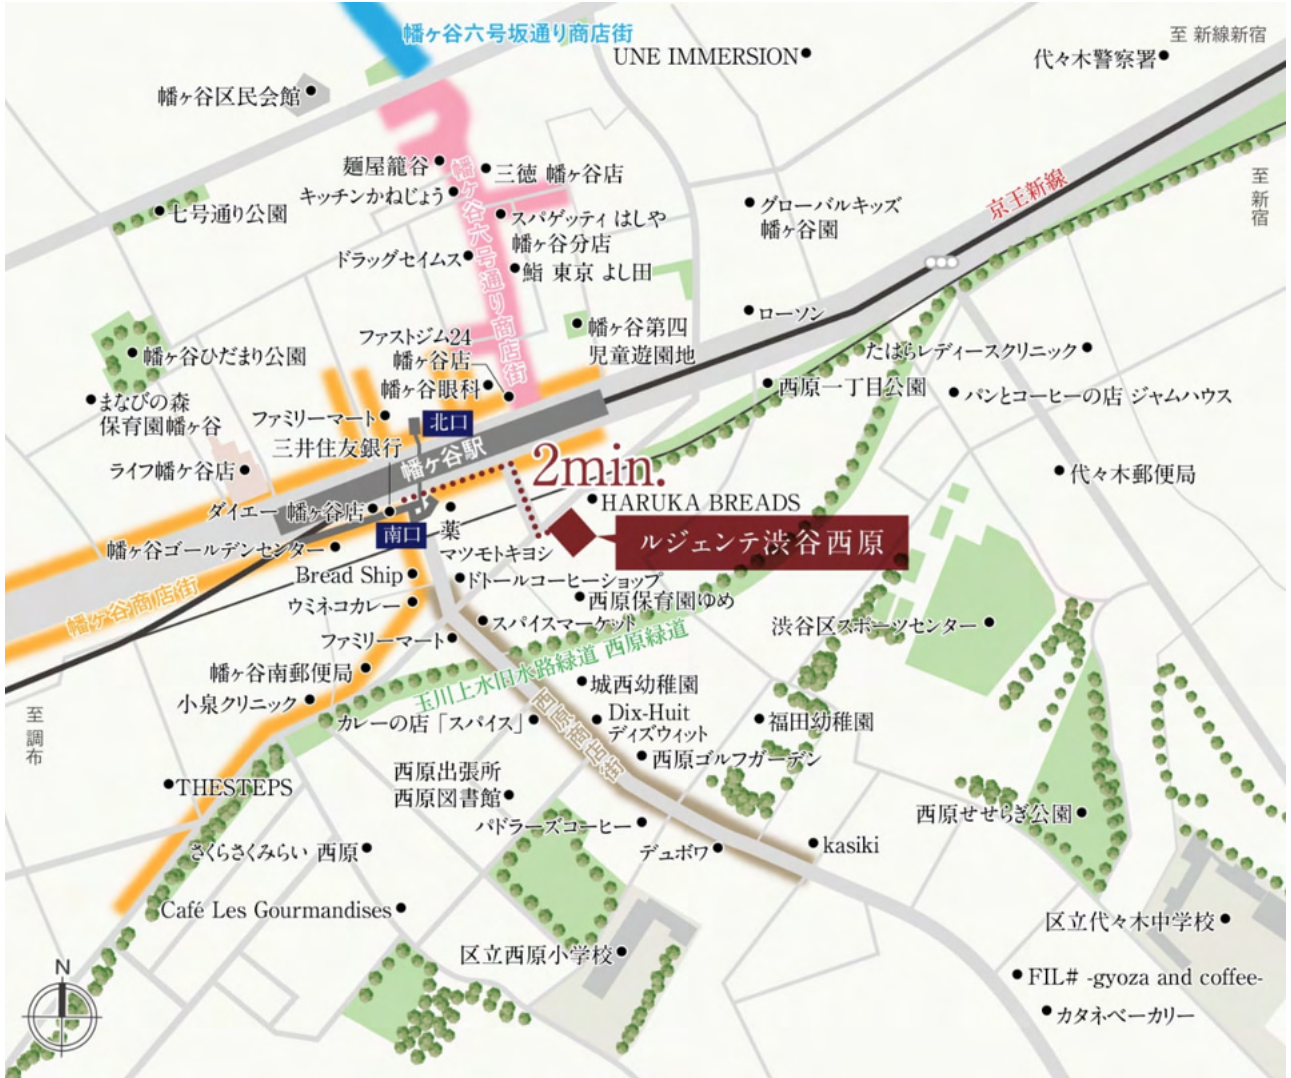 幡ヶ谷六号坂通り商店街
UNE IMMERSION
至 新線新宿
代々木警察署
幡ヶ谷区民会館
麺屋籠谷
三徳 幡ヶ谷店
キッチンかねじょう
幡ヶ谷六号通り商店街
京王新線
至新宿
七号通り公園
スパゲッティ はしや
幡ヶ谷分店
グローバルキッズ
幡ヶ谷園
ドラッグセイムス
鮨 東京 よし田
ローソン
幡ヶ谷第四
児童遊園地
ファストジム24
幡ヶ谷店
たはらレディースクリニック
幡ヶ谷ひだまり公園
幡ヶ谷眼科
西原一丁目公園
パンとコーヒーの店 ジャムハウス
まなびの森
保育園幡ヶ谷
ファミリーマート
北口
三井住友銀行
幡ヶ谷駅
2min.
ライフ幡ヶ谷店
代々木郵便局
HARUKA BREADS
ダイエー 幡ヶ谷店
南口
薬
マツモトキヨシ
ルジェンテ渋谷西原
幡ヶ谷ゴールデンセンター
Bread Ship
ドトールコーヒーショップ
幡ヶ谷商店街
ウミネコカレー
西原保育園ゆめ
スパイスマーケット
渋谷区スポーツセンター
ファミリーマート
玉川上水旧水路緑道 西原緑道
幡ヶ谷南郵便局
小泉クリニック
城西幼稚園
至調布
カレーの店「スパイス」
Dix-Huit
ディズウィット
福田幼稚園
西原商店街
西原ゴルフガーデン
西原出張所
西原図書館
THESTEPS
西原せせらぎ公園
パドラーズコーヒー
デュボワ
kasiki
さくらさくみらい 西原
Café Les Gourmandises
区立代々木中学校
区立西原小学校
N
FIL# -gyoza and coffee-
カタネベーカリー